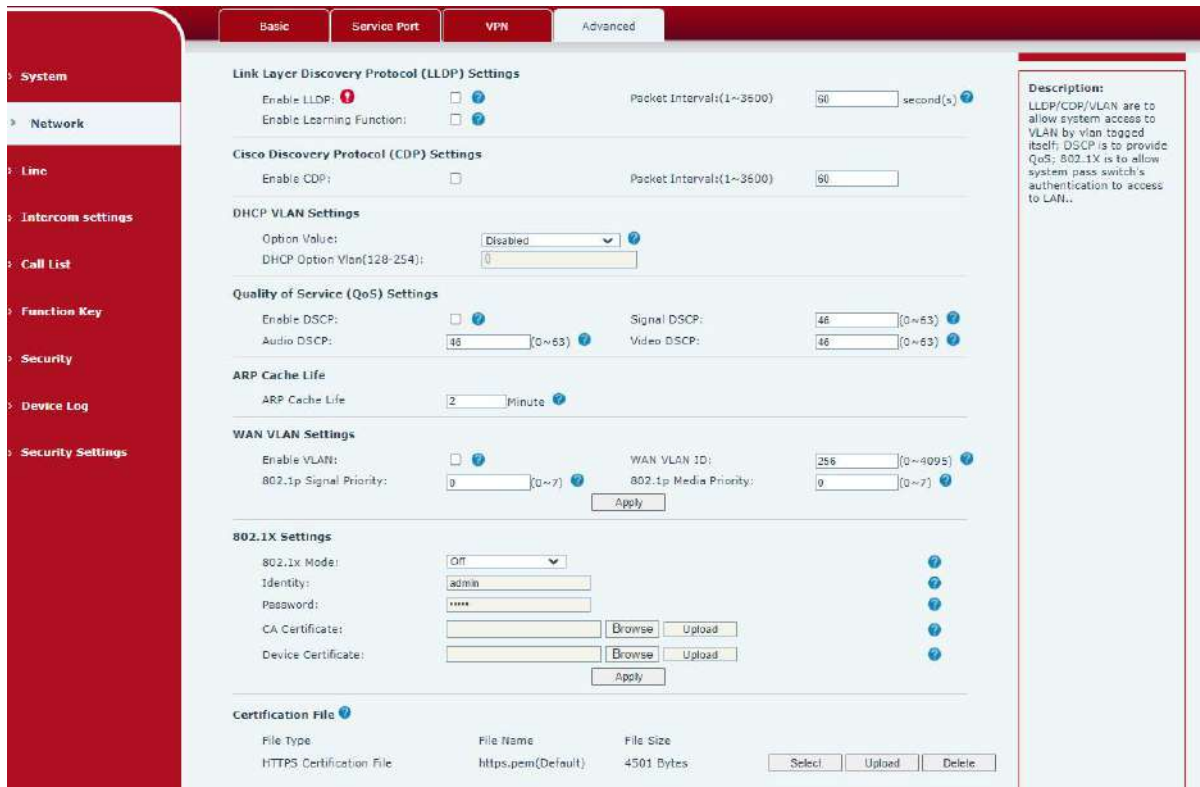 Basic Service Port VPN Advanced
System
Network
Line
Intercom settings
Call List
Function Key
Security
Device Log
Security Settings
Link Layer Discovery Protocol (LLDP) Settings
Enable LLDP: Packet Interval:(1~3600) 60 second(s)
Enable Learning Function:
Cisco Discovery Protocol (CDP) Settings
Enable CDP: Packet Interval:(1~3600) 60
DHCP VLAN Settings
Option Value: Disabled
DHCP Option Vlan(128-254): 0
Quality of Service (QoS) Settings
Enable DSCP: Signal DSCP: 46 (0~63)
Audio DSCP: 46 (0~63) Video DSCP: 46 (0~63)
ARP Cache Life
ARP Cache Life 2 Minute
WAN VLAN Settings
Enable VLAN: WAN VLAN ID: 256 (0~4095)
802.1p Signal Priority: 0 (0~7) 802.1p Media Priority: 0 (0~7)
Apply
802.1X Settings
802.1x Mode: Off
Identity: admin
Password: •••••
CA Certificate: Browse Upload
Device Certificate: Browse Upload
Apply
Certification File
File Type File Name File Size
HTTPS Certification File https.pem(Default) 4501 Bytes Select Upload Delete
Description:
LLDP/CDP/VLAN are to
allow system access to
VLAN by vlan tagged
itself; DSCP is to provide
QoS; 802.1X is to allow
system pass switch's
authentication to access
to LAN..